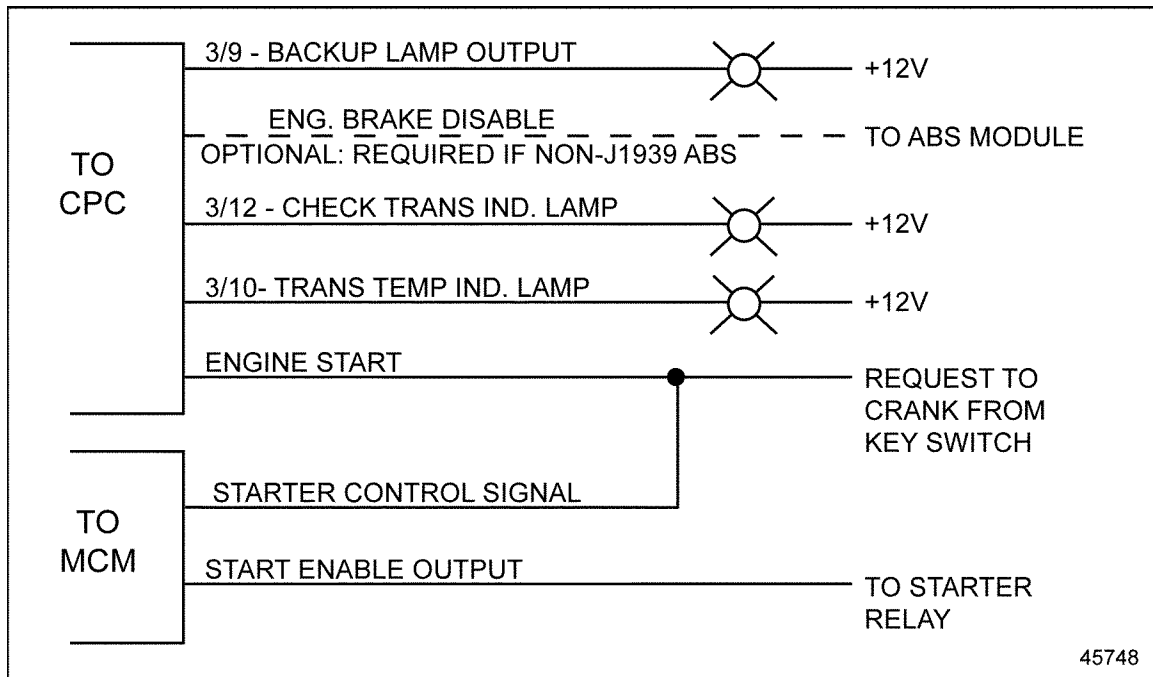 3/9 - BACKUP LAMP OUTPUT
+12V
ENG. BRAKE DISABLE
TO ABS MODULE
OPTIONAL: REQUIRED IF NON-J1939 ABS
TO
CPC
3/12 - CHECK TRANS IND. LAMP
+12V
3/10- TRANS TEMP IND. LAMP
+12V
ENGINE START
REQUEST TO
CRANK FROM
KEY SWITCH
STARTER CONTROL SIGNAL
TO
MCM
START ENABLE OUTPUT
TO STARTER
RELAY
45748